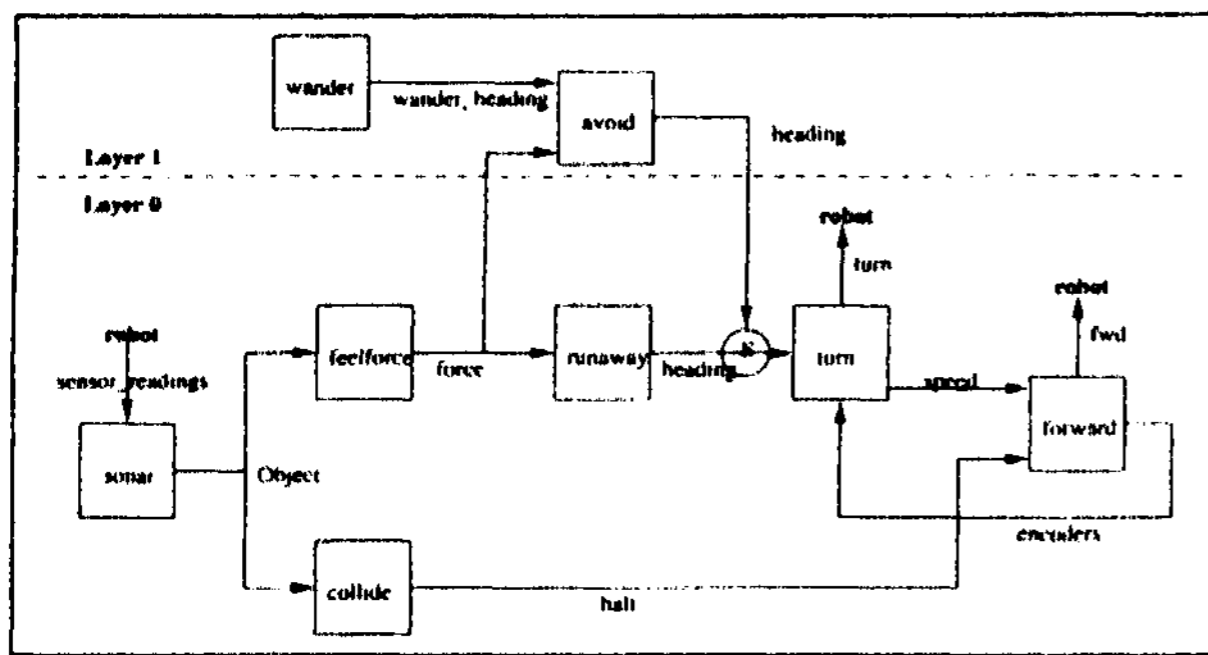 wander
wander, heading
avoid
heading
Layer 1
Layer 0
robot
turn
robot
fwd
robot
sensor_readings
feelforce
force
runaway
heading
turn
speed
forward
sonar
Object
encoders
collide
halt